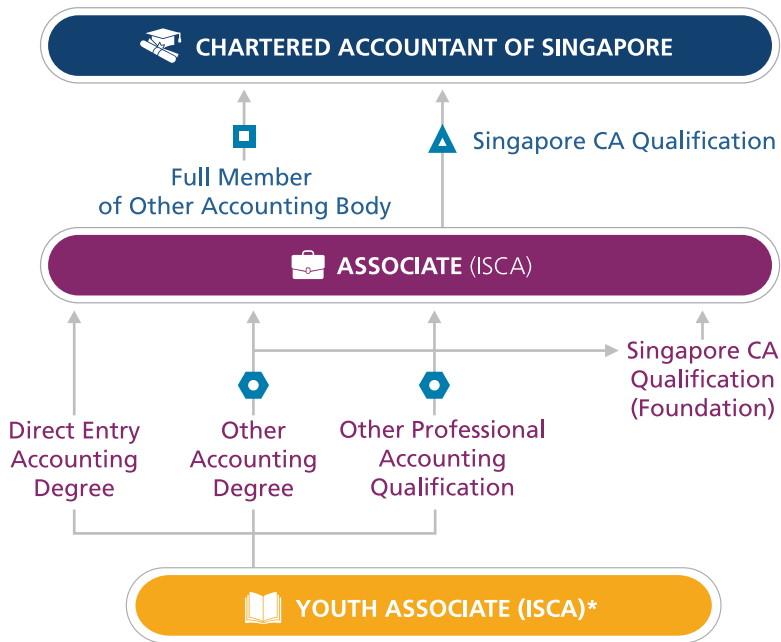 CHARTERED ACCOUNTANT OF SINGAPORE
Singapore CA Qualification
Full Member
of Other Accounting Body
ASSOCIATE (ISCA)
Direct Entry
Accounting
Degree
Other
Accounting
Degree
Other Professional
Accounting
Qualification
Singapore CA
Qualification
(Foundation)
YOUTH ASSOCIATE (ISCA)*